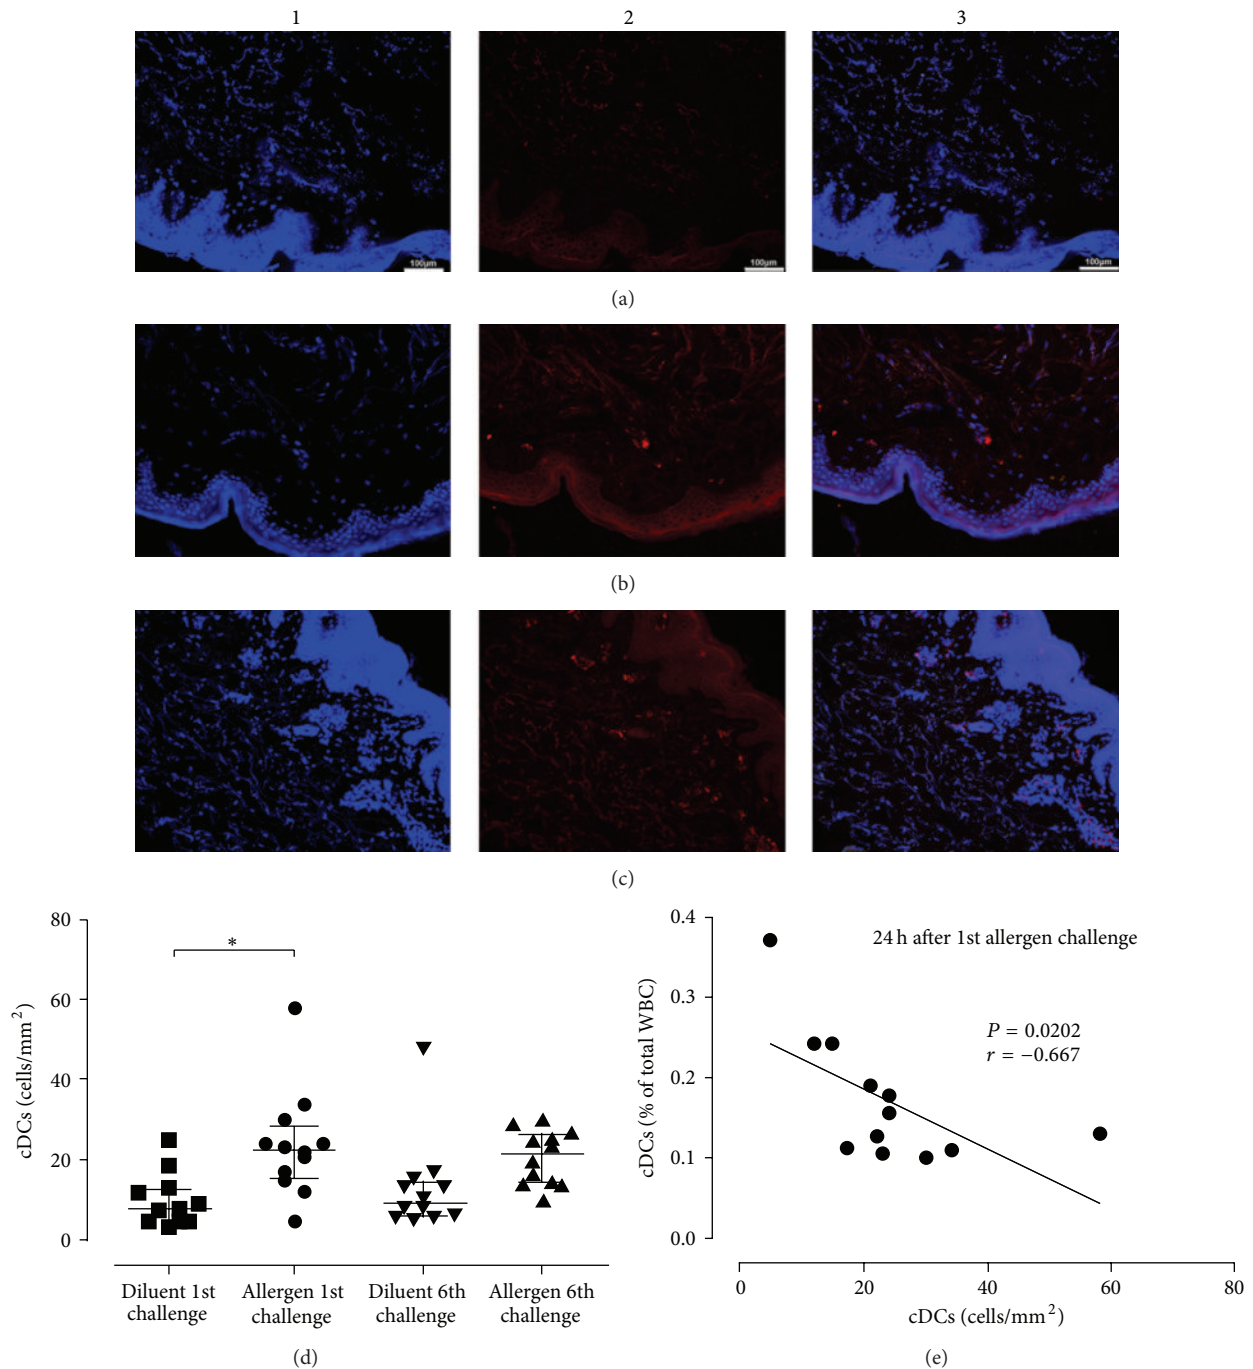 1 2 3
100μm 100μm 100μm
(a)
(b)
(c)
80
60
40
20
0
cDCs (cells/mm²)
*
Diluent 1st challenge
Allergen 1st challenge
Diluent 6th challenge
Allergen 6th challenge
(d)
0.4
0.3
0.2
0.1
0.0
cDCs (% of total WBC)
24 h after 1st allergen challenge
P = 0.0202
r = −0.667
0 20 40 60 80
cDCs (cells/mm²)
(e)